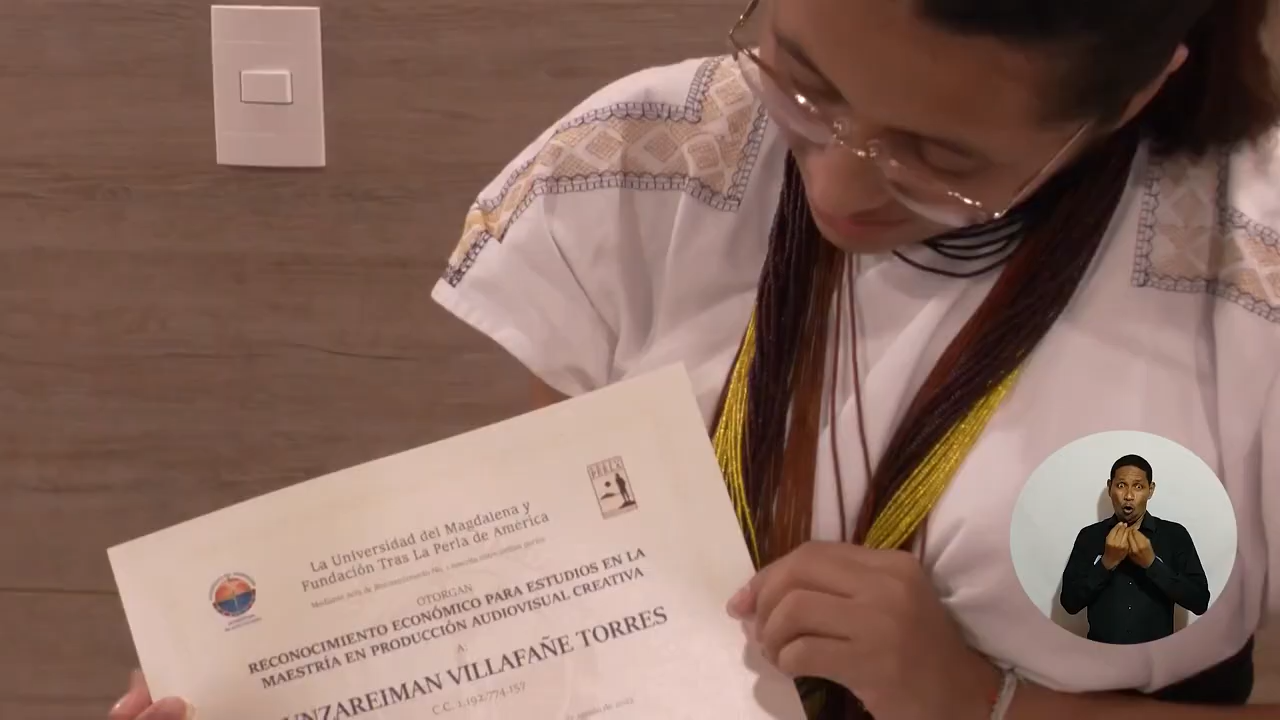 PERLA
La Universidad del Magdalena y
Fundación Tras La Perla de América
OTORGAN
RECONOCIMIENTO ECONÓMICO PARA ESTUDIOS EN LA
MAESTRÍA EN PRODUCCIÓN AUDIOVISUAL CREATIVA
A:
VILLAFAÑE TORRES
C.C. 1.192.774.157